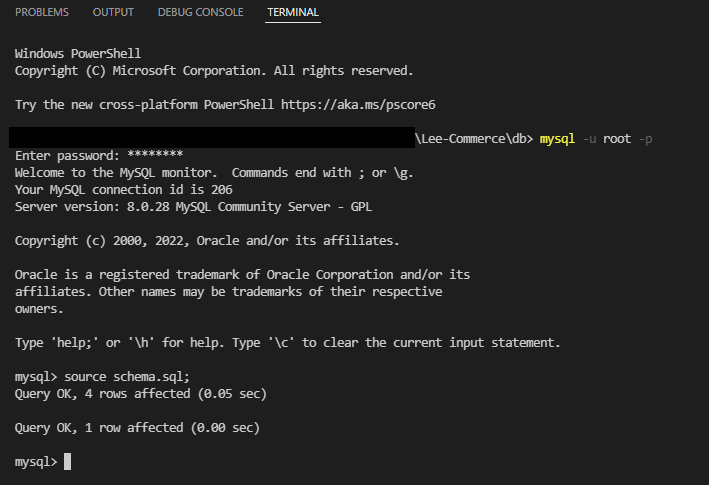 PROBLEMS OUTPUT DEBUG CONSOLE TERMINAL
Windows PowerShell
Copyright (C) Microsoft Corporation. All rights reserved.
Try the new cross-platform PowerShell https://aka.ms/pscore6
\Lee-Commerce\db> mysql -u root -p
Enter password: ********
Welcome to the MySQL monitor.  Commands end with ; or \g.
Your MySQL connection id is 206
Server version: 8.0.28 MySQL Community Server - GPL
Copyright (c) 2000, 2022, Oracle and/or its affiliates.
Oracle is a registered trademark of Oracle Corporation and/or its
affiliates. Other names may be trademarks of their respective
owners.
Type 'help;' or '\h' for help. Type '\c' to clear the current input statement.
mysql> source schema.sql;
Query OK, 4 rows affected (0.05 sec)
Query OK, 1 row affected (0.00 sec)
mysql>